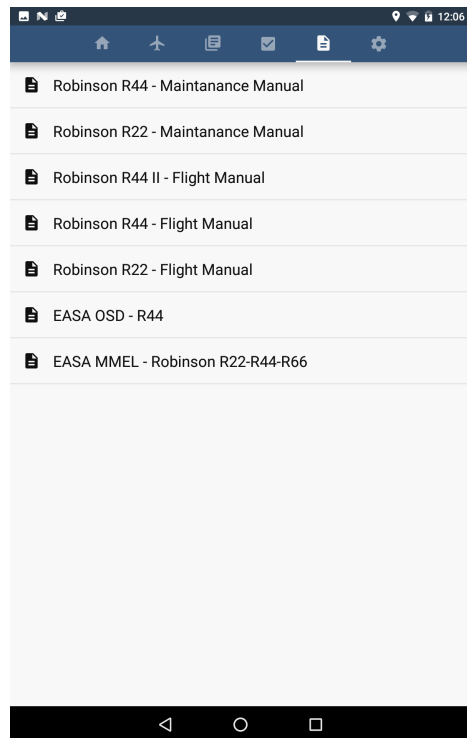 12:06
Robinson R44 - Maintanance Manual
Robinson R22 - Maintanance Manual
Robinson R44 II - Flight Manual
Robinson R44 - Flight Manual
Robinson R22 - Flight Manual
EASA OSD - R44
EASA MMEL - Robinson R22-R44-R66